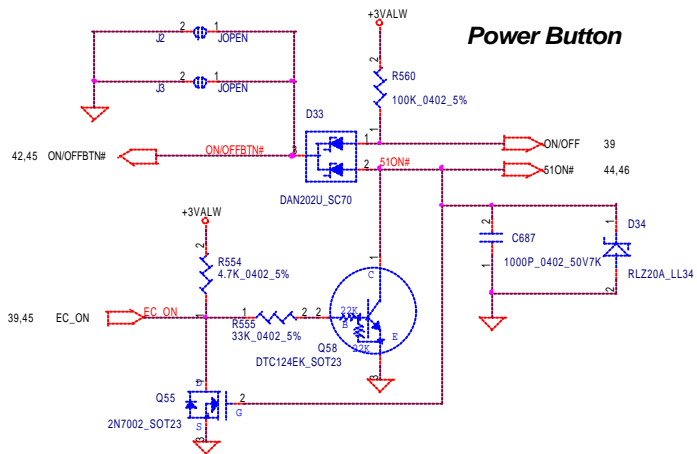 Power Button
+3VALW
2 1
J2 JOPEN
2 1
J3 JOPEN
2
R560
100K_0402_5%
1
D33
42,45 ON/OFFBTN# ON/OFFBTN# 3
1 ON/OFF 39
2 51ON# 51ON# 44,46
DAN202U_SC70
+3VALW
2
R554
4.7K_0402_5%
1
2
C687
1
1000P_0402_50V7K
D34
1
RLZ20A_LL34
2
1
C
39,45 EC_ON EC_ON
1 2 2
R555
33K_0402_5%
22K
B
22K
E
Q58
DTC124EK_SOT23
3
1
D
Q55
2N7002_SOT23
S
3
2
G